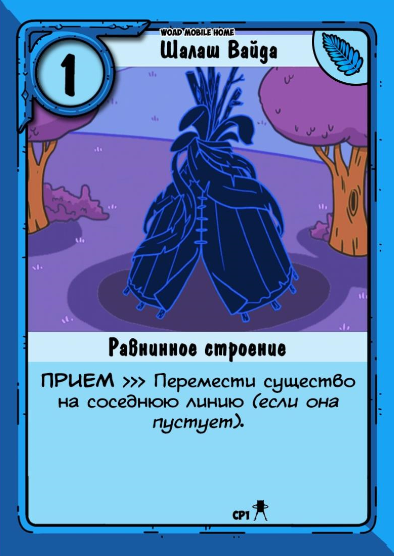 WOAD MOBILE HOME
Шалаш Вайда
1
Равнинное строение
ПРИЕМ >>> Перемести существо
на соседнюю линию (если она
пустует).
CP1